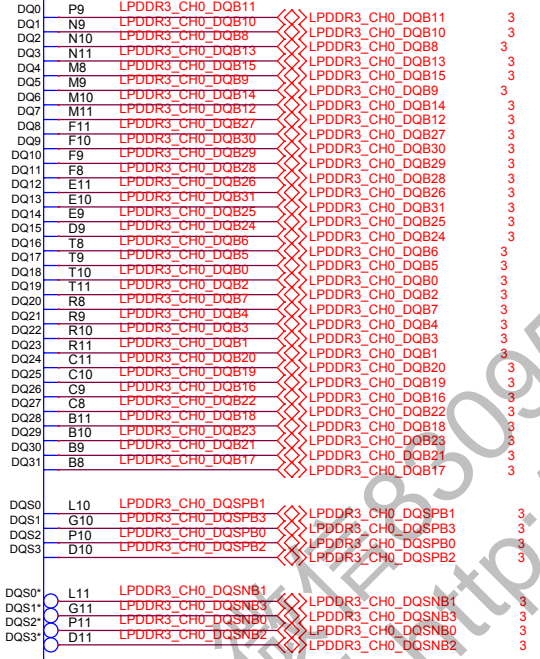 DQ0 P9 LPDDR3_CH0_DQB11 LPDDR3_CH0_DQB11 3
DQ1 N9 LPDDR3_CH0_DQB10 LPDDR3_CH0_DQB10 3
DQ2 N10 LPDDR3_CH0_DQB8 LPDDR3_CH0_DQB8 3
DQ3 N11 LPDDR3_CH0_DQB13 LPDDR3_CH0_DQB13 3
DQ4 M8 LPDDR3_CH0_DQB15 LPDDR3_CH0_DQB15 3
DQ5 M9 LPDDR3_CH0_DQB9 LPDDR3_CH0_DQB9 3
DQ6 M10 LPDDR3_CH0_DQB14 LPDDR3_CH0_DQB14 3
DQ7 M11 LPDDR3_CH0_DQB12 LPDDR3_CH0_DQB12 3
DQ8 F11 LPDDR3_CH0_DQB27 LPDDR3_CH0_DQB27 3
DQ9 F10 LPDDR3_CH0_DQB30 LPDDR3_CH0_DQB30 3
DQ10 F9 LPDDR3_CH0_DQB29 LPDDR3_CH0_DQB29 3
DQ11 F8 LPDDR3_CH0_DQB28 LPDDR3_CH0_DQB28 3
DQ12 E11 LPDDR3_CH0_DQB26 LPDDR3_CH0_DQB26 3
DQ13 E10 LPDDR3_CH0_DQB31 LPDDR3_CH0_DQB31 3
DQ14 E9 LPDDR3_CH0_DQB25 LPDDR3_CH0_DQB25 3
DQ15 D9 LPDDR3_CH0_DQB24 LPDDR3_CH0_DQB24 3
DQ16 T8 LPDDR3_CH0_DQB6 LPDDR3_CH0_DQB6 3
DQ17 T9 LPDDR3_CH0_DQB5 LPDDR3_CH0_DQB5 3
DQ18 T10 LPDDR3_CH0_DQB0 LPDDR3_CH0_DQB0 3
DQ19 T11 LPDDR3_CH0_DQB2 LPDDR3_CH0_DQB2 3
DQ20 R8 LPDDR3_CH0_DQB7 LPDDR3_CH0_DQB7 3
DQ21 R9 LPDDR3_CH0_DQB4 LPDDR3_CH0_DQB4 3
DQ22 R10 LPDDR3_CH0_DQB3 LPDDR3_CH0_DQB3 3
DQ23 R11 LPDDR3_CH0_DQB1 LPDDR3_CH0_DQB1 3
DQ24 C11 LPDDR3_CH0_DQB20 LPDDR3_CH0_DQB20 3
DQ25 C10 LPDDR3_CH0_DQB19 LPDDR3_CH0_DQB19 3
DQ26 C9 LPDDR3_CH0_DQB16 LPDDR3_CH0_DQB16 3
DQ27 C8 LPDDR3_CH0_DQB22 LPDDR3_CH0_DQB22 3
DQ28 B11 LPDDR3_CH0_DQB18 LPDDR3_CH0_DQB18 3
DQ29 B10 LPDDR3_CH0_DQB23 LPDDR3_CH0_DQB23 3
DQ30 B9 LPDDR3_CH0_DQB21 LPDDR3_CH0_DQB21 3
DQ31 B8 LPDDR3_CH0_DQB17 LPDDR3_CH0_DQB17 3
DQS0 L10 LPDDR3_CH0_DQSPB1 LPDDR3_CH0_DQSPB1 3
DQS1 G10 LPDDR3_CH0_DQSPB3 LPDDR3_CH0_DQSPB3 3
DQS2 P10 LPDDR3_CH0_DQSPB0 LPDDR3_CH0_DQSPB0 3
DQS3 D10 LPDDR3_CH0_DQSPB2 LPDDR3_CH0_DQSPB2 3
DQS0* L11 LPDDR3_CH0_DQSNB1 LPDDR3_CH0_DQSNB1 3
DQS1* G11 LPDDR3_CH0_DQSNB3 LPDDR3_CH0_DQSNB3 3
DQS2* P11 LPDDR3_CH0_DQSNB0 LPDDR3_CH0_DQSNB0 3
DQS3* D11 LPDDR3_CH0_DQSNB2 LPDDR3_CH0_DQSNB2 3
微信8309
http